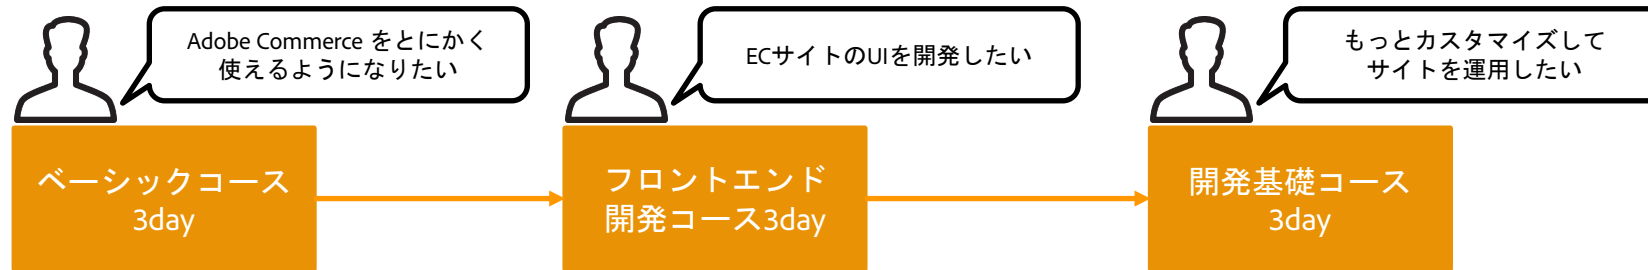 Adobe Commerce をとにかく
使えるようになりたい
ECサイトのUIを開発したい
もっとカスタマイズして
サイトを運用したい
ベーシックコース
3day
フロントエンド
開発コース3day
開発基礎コース
3day